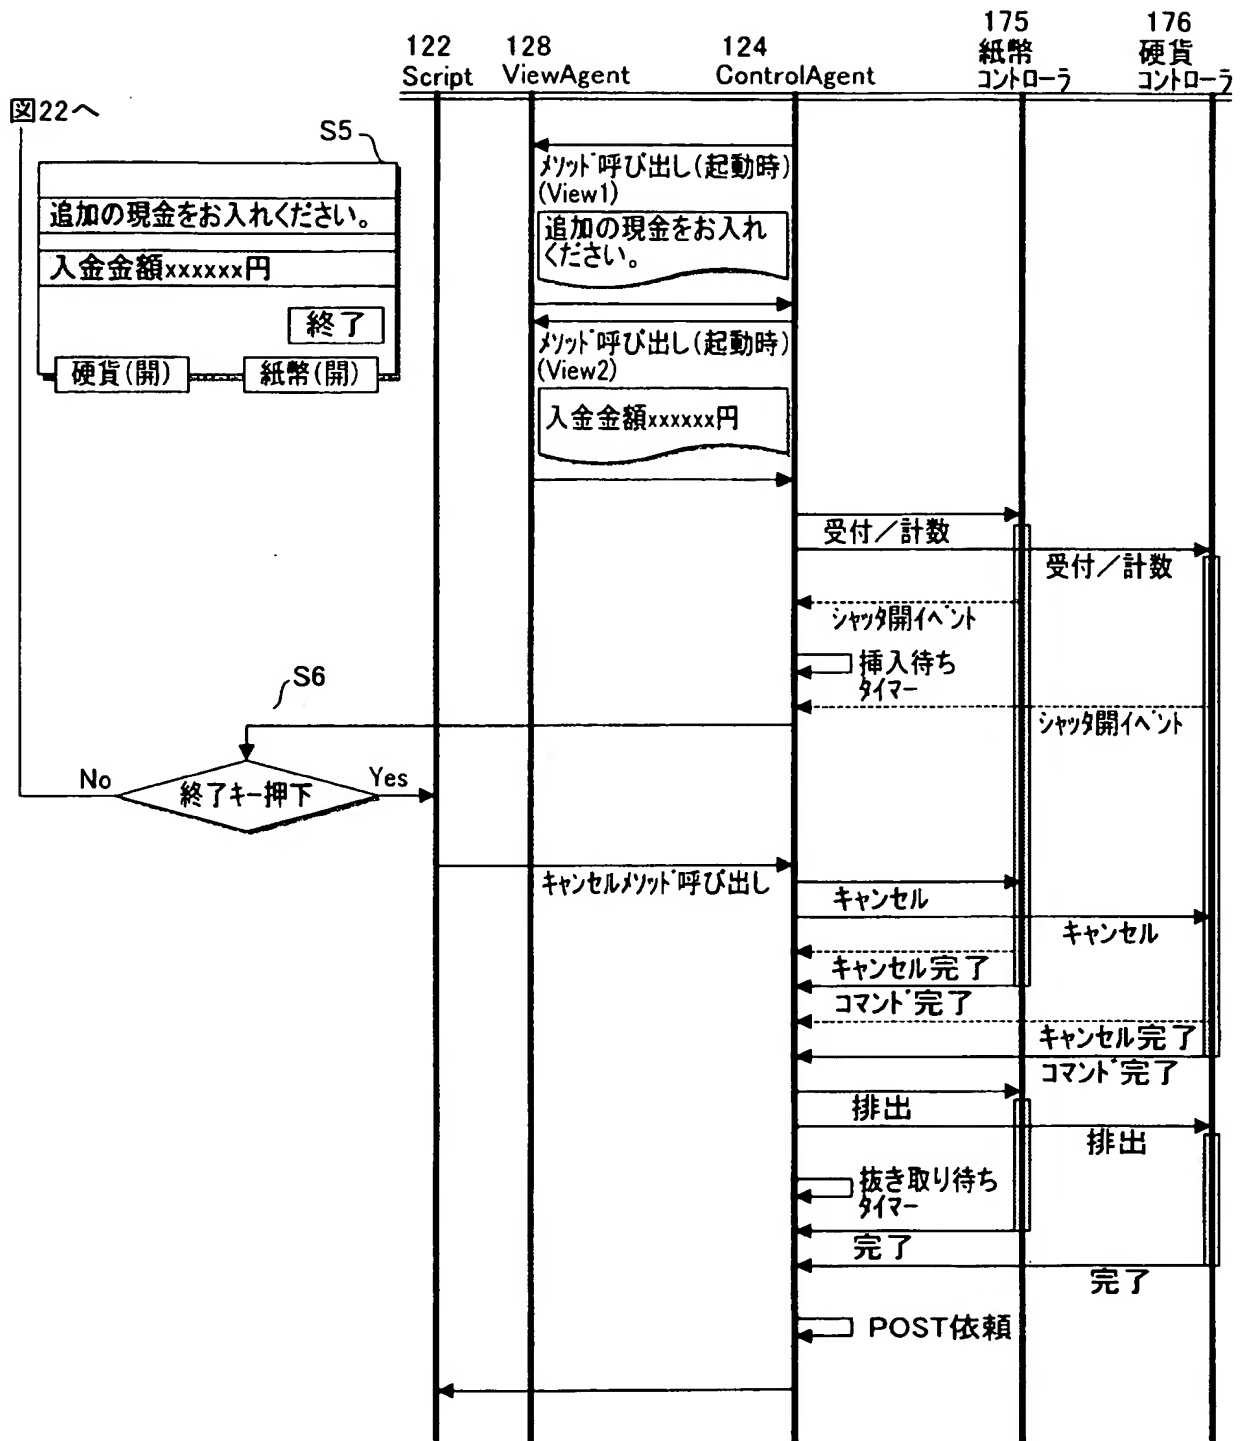 122
Script
128
ViewAgent
124
ControlAgent
175
紙幣
コントローラ
176
硬貨
コントローラ
図22へ
S5
追加の現金をお入れください。
入金金額xxxxxx円
終了
硬貨(開)
紙幣(開)
メソッド呼び出し(起動時)
(View1)
追加の現金をお入れ
ください。
メソッド呼び出し(起動時)
(View2)
入金金額xxxxxx円
受付／計数
受付／計数
シャッタ開イベント
挿入待ち
タイマー
シャッタ開イベント
S6
No
終了キー押下
Yes
キャンセルメソッド呼び出し
キャンセル
キャンセル
キャンセル完了
コマンド完了
キャンセル完了
コマンド完了
排出
排出
抜き取り待ち
タイマー
完了
完了
POST依頼